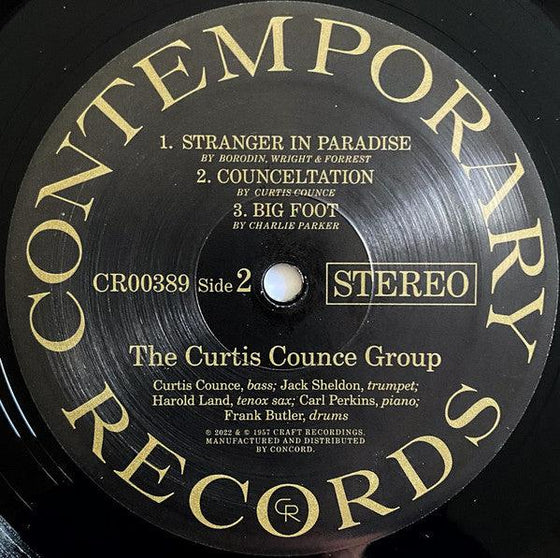 CONTEMPORARY
1. STRANGER IN PARADISE
BY BORODIN, WRIGHT & FORREST
2. COUNCELTATION
BY CURTIS COUNCE
3. BIG FOOT
BY CHARLIE PARKER
CR00389 Side 2
STEREO
The Curtis Counce Group
Curtis Counce, bass; Jack Sheldon, trumpet;
Harold Land, tenox sax; Carl Perkins, piano;
Frank Butler, drums
℗ 2022 & © 1957 CRAFT RECORDINGS.
MANUFACTURED AND DISTRIBUTED
BY CONCORD.
RECORDS
CR